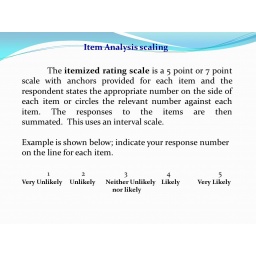 Item Analysis scaling
The itemized rating scale is a 5 point or 7 point
scale with anchors provided for each item and the
respondent states the appropriate number on the side of
each item or circles the relevant number against each
item. The responses to the items are then
summated. This uses an interval scale.
Example is shown below; indicate your response number
on the line for each item.
1 2 3 4 5
Very Unlikely Unlikely Neither Unlikely Likely Very Likely
nor likely